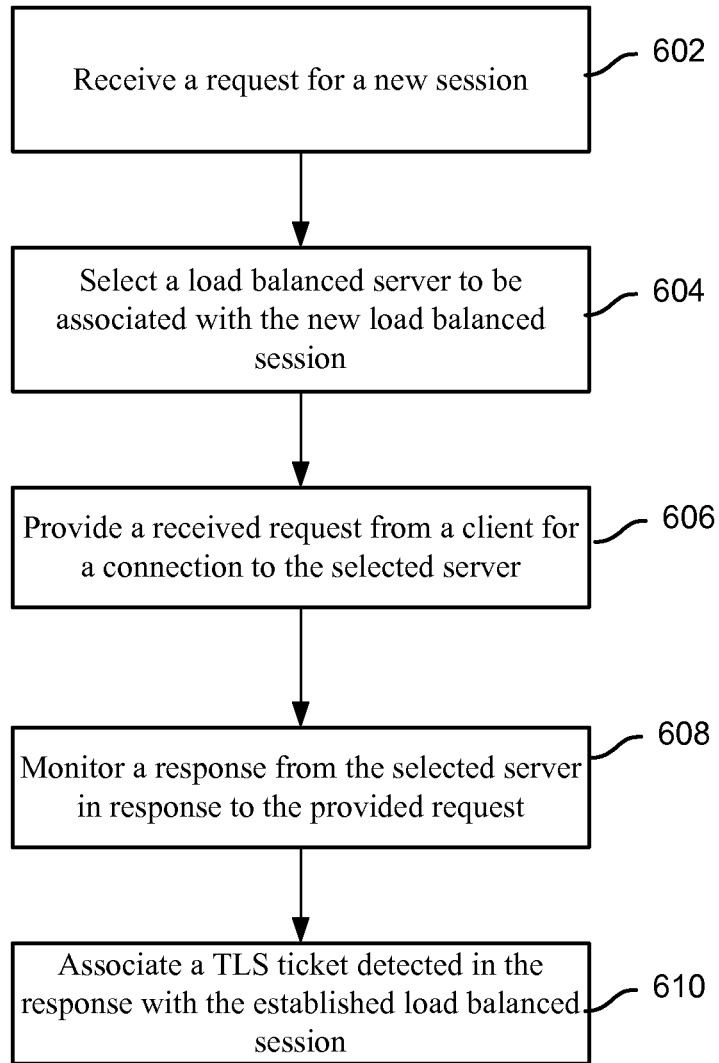 Receive a request for a new session
602
Select a load balanced server to be
associated with the new load balanced
session
604
Provide a received request from a client for
a connection to the selected server
606
Monitor a response from the selected server
in response to the provided request
608
Associate a TLS ticket detected in the
response with the established load balanced
session
610